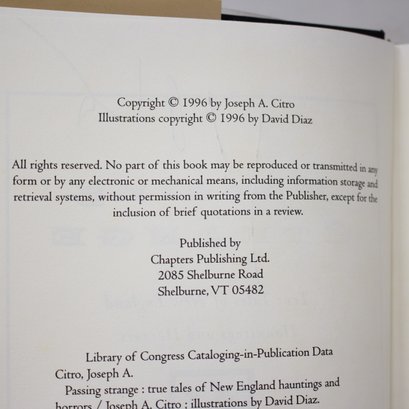 Copyright © 1996 by Joseph A. Citro
Illustrations copyright © 1996 by David Diaz
All rights reserved. No part of this book may be reproduced or transmitted in any
form or by any electronic or mechanical means, including information storage and
retrieval systems, without permission in writing from the Publisher, except for the
inclusion of brief quotations in a review.
Published by
Chapters Publishing Ltd.
2085 Shelburne Road
Shelburne, VT 05482
Library of Congress Cataloging-in-Publication Data
Citro, Joseph A.
Passing strange : true tales of New England hauntings and
horrors / Joseph A. Citro ; illustrations by David Diaz.